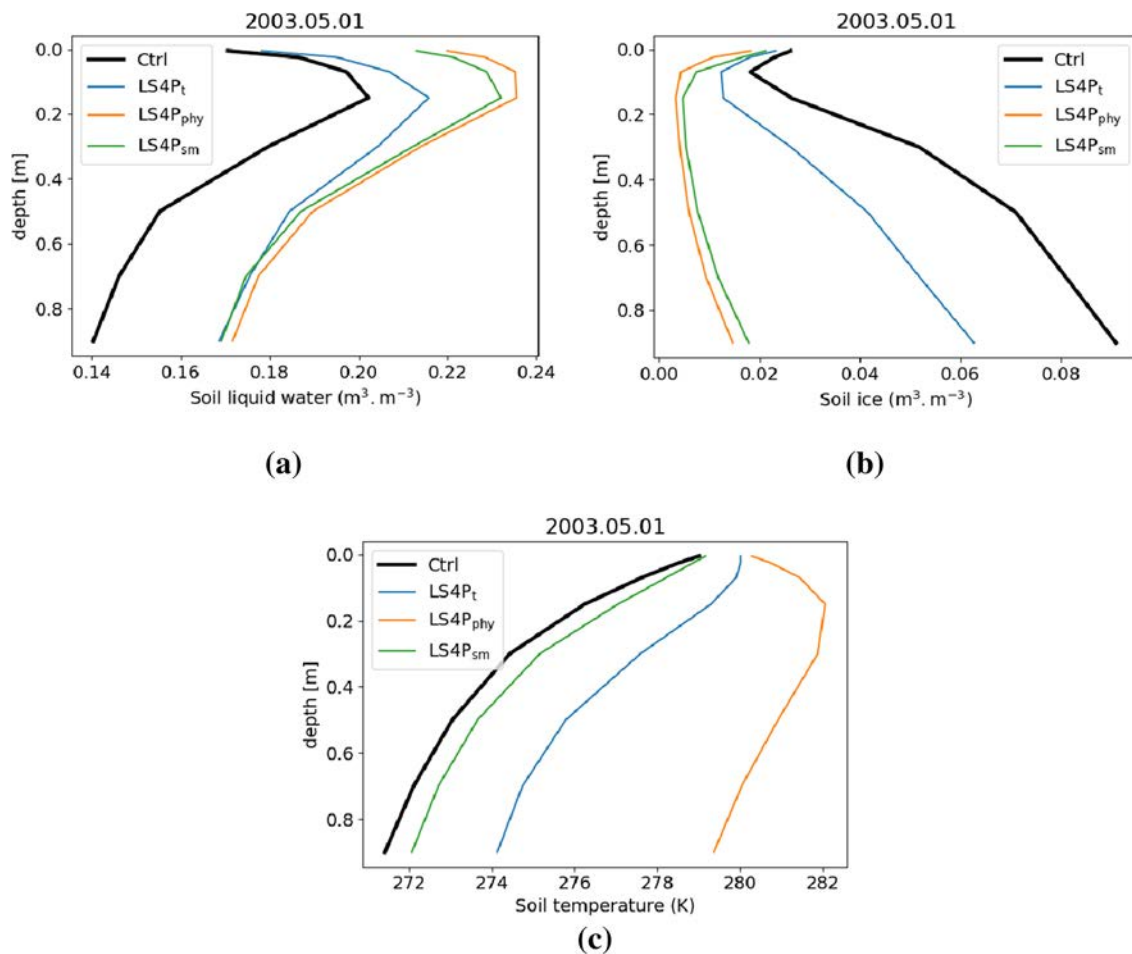 2003.05.01
0.0
0.2
0.4
0.6
0.8
depth [m]
Ctrl
LS4Pt
LS4Pphy
LS4Psm
0.14 0.16 0.18 0.20 0.22 0.24
Soil liquid water (m³.m⁻³)
(a)
2003.05.01
0.0
0.2
0.4
0.6
0.8
depth [m]
Ctrl
LS4Pt
LS4Pphy
LS4Psm
0.00 0.02 0.04 0.06 0.08
Soil ice (m³.m⁻³)
(b)
2003.05.01
0.0
0.2
0.4
0.6
0.8
depth [m]
Ctrl
LS4Pt
LS4Pphy
LS4Psm
272 274 276 278 280 282
Soil temperature (K)
(c)